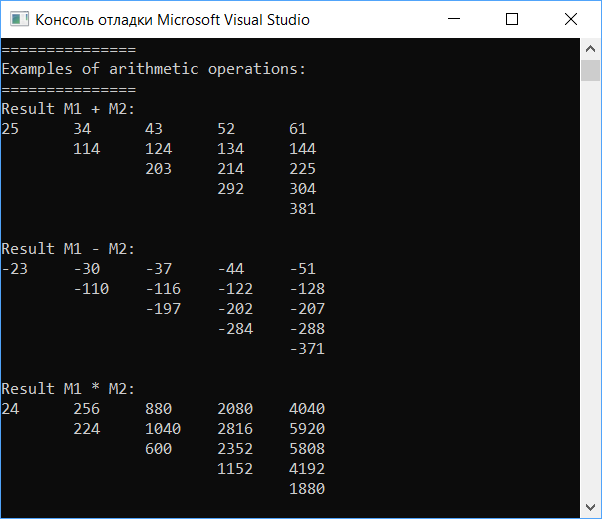 Консоль отладки Microsoft Visual Studio
===============
Examples of arithmetic operations:
===============
Result M1 + M2:
25 34 43 52 61
114 124 134 144
203 214 225
292 304
381
Result M1 - M2:
-23 -30 -37 -44 -51
-110 -116 -122 -128
-197 -202 -207
-284 -288
-371
Result M1 * M2:
24 256 880 2080 4040
224 1040 2816 5920
600 2352 5808
1152 4192
1880